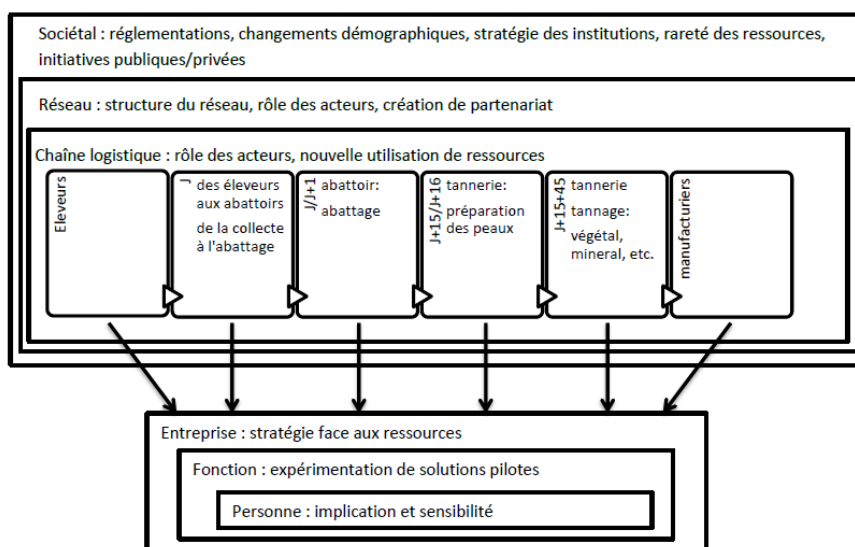 Sociétal : réglementations, changements démographiques, stratégie des institutions, rareté des ressources,
initiatives publiques/privées
Réseau : structure du réseau, rôle des acteurs, création de partenariat
Chaîne logistique : rôle des acteurs, nouvelle utilisation de ressources
Eleveurs
J
des éleveurs
aux abattoirs
de la collecte
à l'abattage
J/J+1
abattoir:
abattage
J+15/J+16
tannerie:
préparation
des peaux
J+15+45
tannerie
tannage:
végétal,
mineral, etc.
manufacturiers
Entreprise : stratégie face aux ressources
Fonction : expérimentation de solutions pilotes
Personne : implication et sensibilité